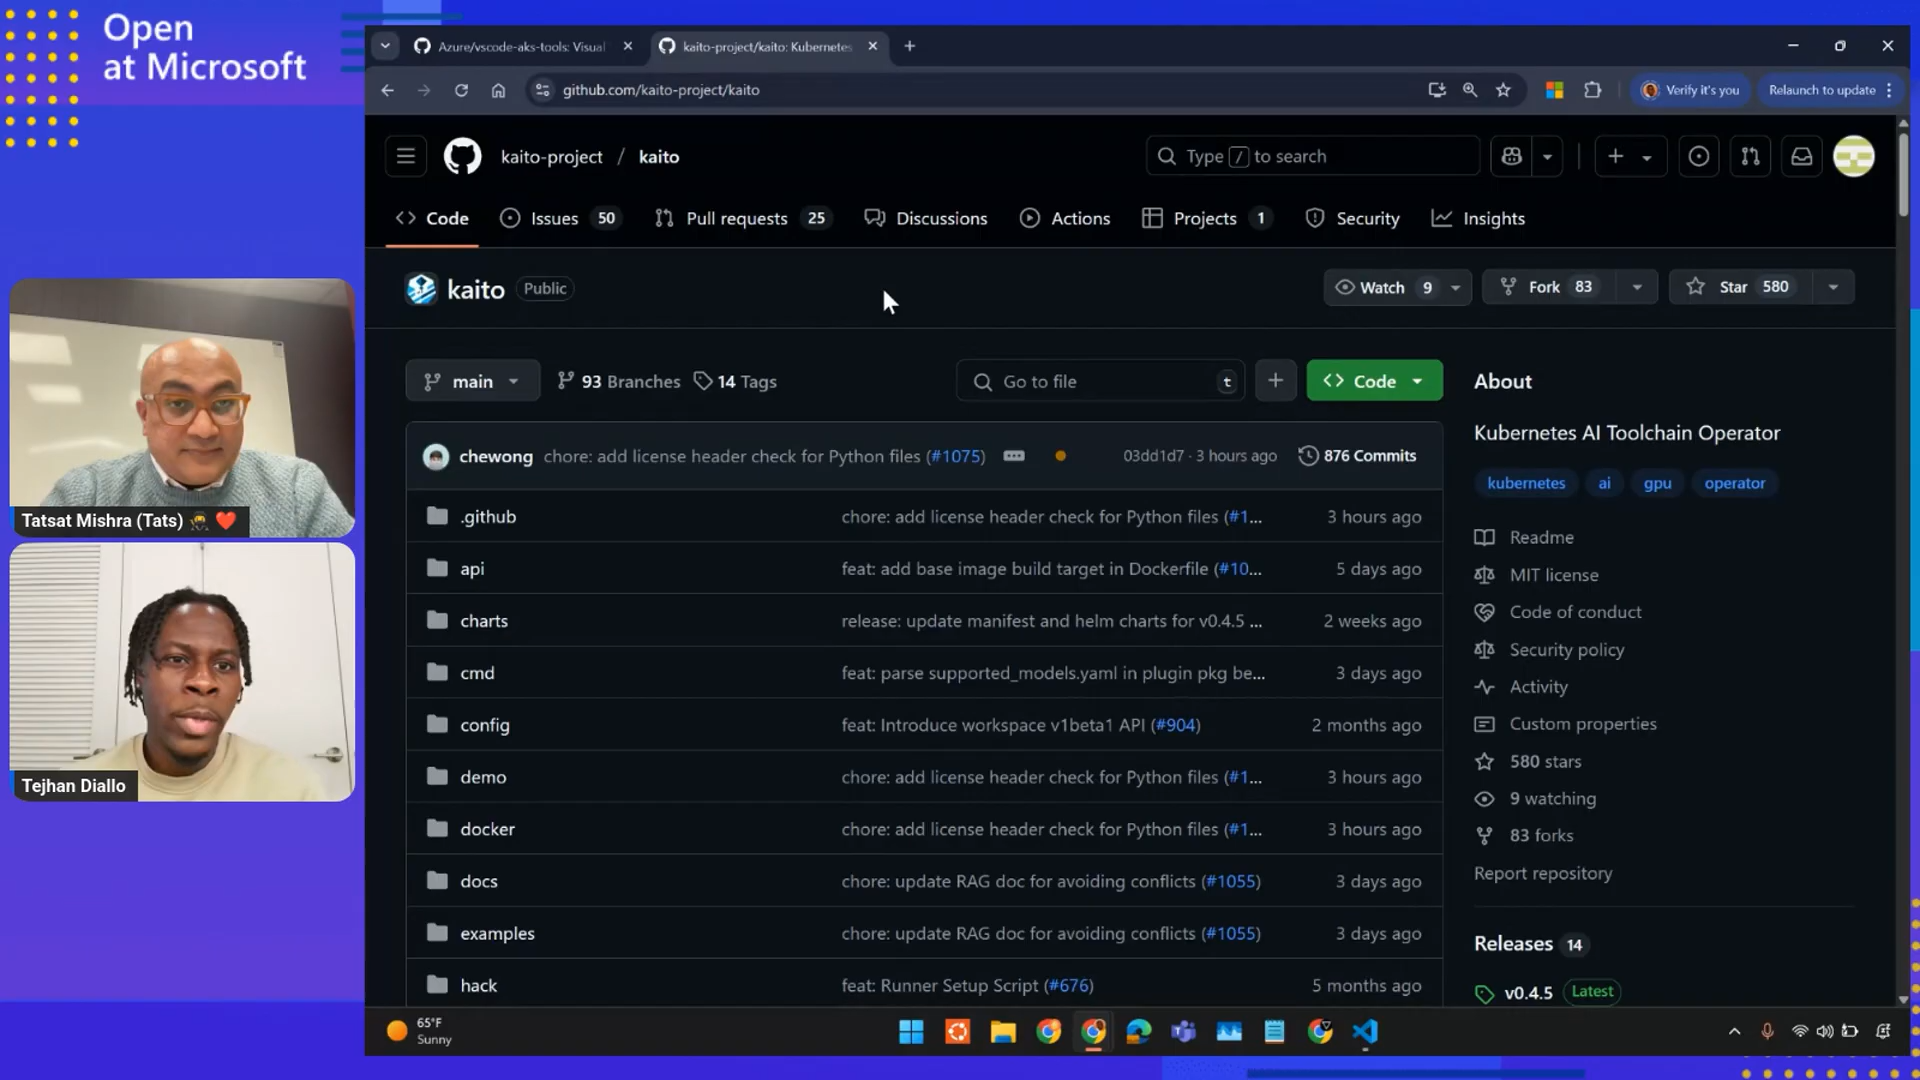 Open
at Microsoft
Azure/vscode-aks-tools: Visual
kaito-project/kaito: Kubernetes
github.com/kaito-project/kaito
Verify it's you
Relaunch to update
kaito-project / kaito
Type / to search
Code
Issues 50
Pull requests 25
Discussions
Actions
Projects 1
Security
Insights
kaito Public
Watch 9
Fork 83
Star 580
main
93 Branches
14 Tags
Go to file t
Code
chewong chore: add license header check for Python files (#1075) 03dd1d7 · 3 hours ago 876 Commits
.github chore: add license header check for Python files (#1... 3 hours ago
api feat: add base image build target in Dockerfile (#10... 5 days ago
charts release: update manifest and helm charts for v0.4.5 ... 2 weeks ago
cmd feat: parse supported_models.yaml in plugin pkg be... 3 days ago
config feat: Introduce workspace v1beta1 API (#904) 2 months ago
demo chore: add license header check for Python files (#1... 3 hours ago
docker chore: add license header check for Python files (#1... 3 hours ago
docs chore: update RAG doc for avoiding conflicts (#1055) 3 days ago
examples chore: update RAG doc for avoiding conflicts (#1055) 3 days ago
hack feat: Runner Setup Script (#676) 5 months ago
About
Kubernetes AI Toolchain Operator
kubernetes ai gpu operator
Readme
MIT license
Code of conduct
Security policy
Activity
Custom properties
580 stars
9 watching
83 forks
Report repository
Releases 14
v0.4.5 Latest
Tatsat Mishra (Tats) 🥷 ❤️
Tejhan Diallo
65°F
Sunny